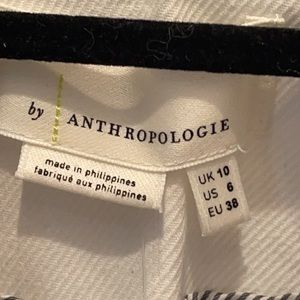 by ANTHROPOLOGIE
made in philippines
fabriqué aux philippines
UK 10
US 6
EU 38